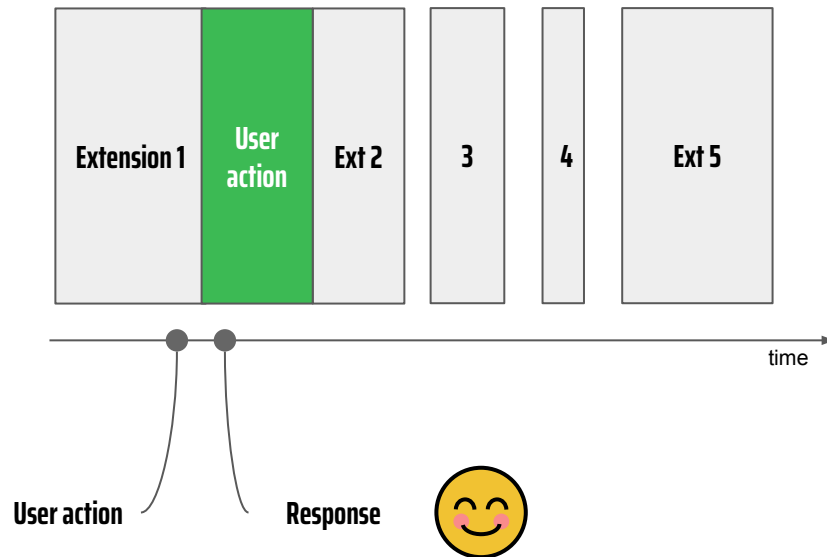 Extension 1
User
action
Ext 2
3
4
Ext 5
time
User action
Response